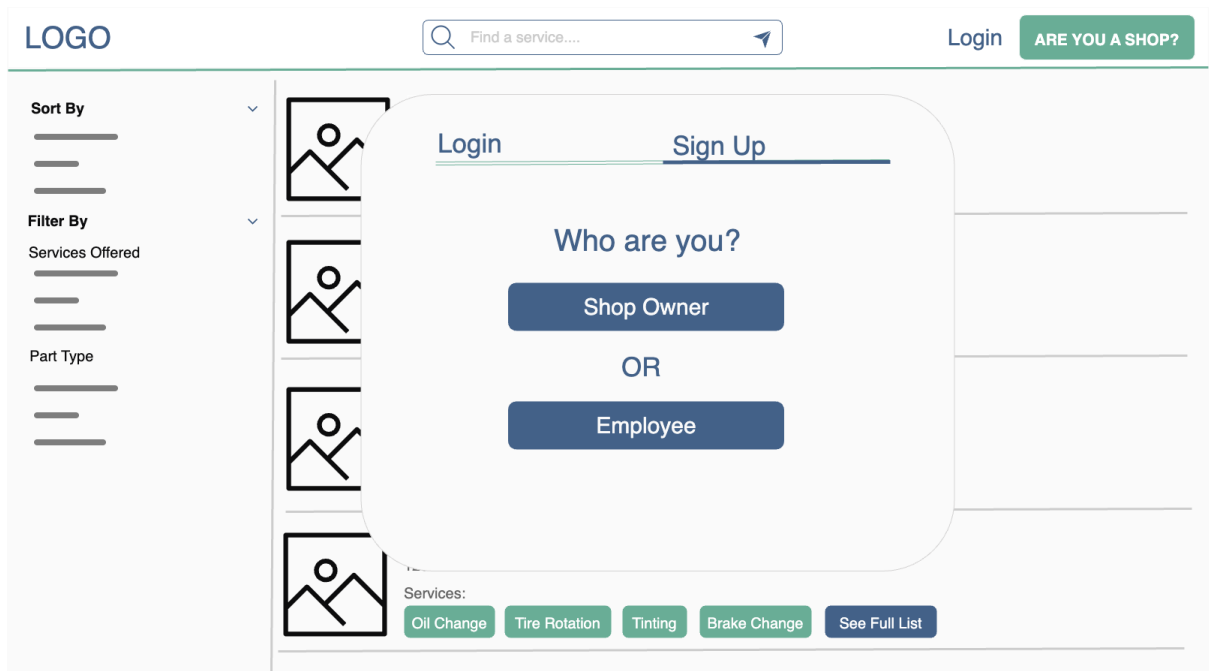 LOGO
Find a service....
Login
ARE YOU A SHOP?
Sort By
Filter By
Services Offered
Part Type
Login
Sign Up
Who are you?
Shop Owner
OR
Employee
Services:
Oil Change
Tire Rotation
Tinting
Brake Change
See Full List